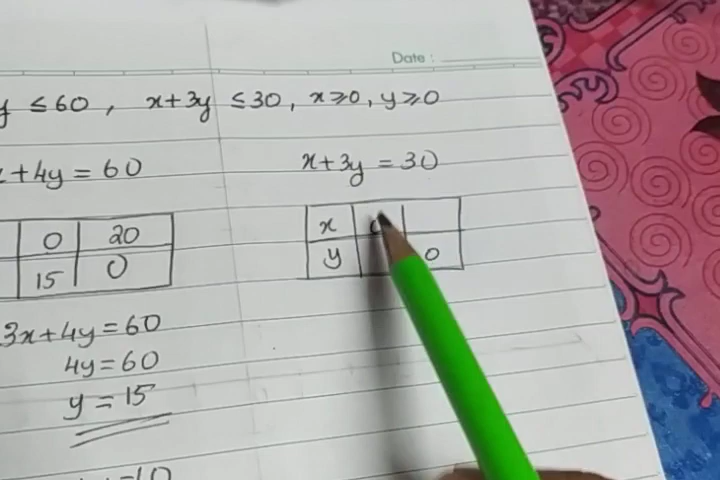 Date :
y ≤ 60 , x+3y ≤ 30, x≥0, y≥0
+4y = 60
x+3y = 30
0 20
15 0
x 0
y 0
3x+4y = 60
4y = 60
y = 15